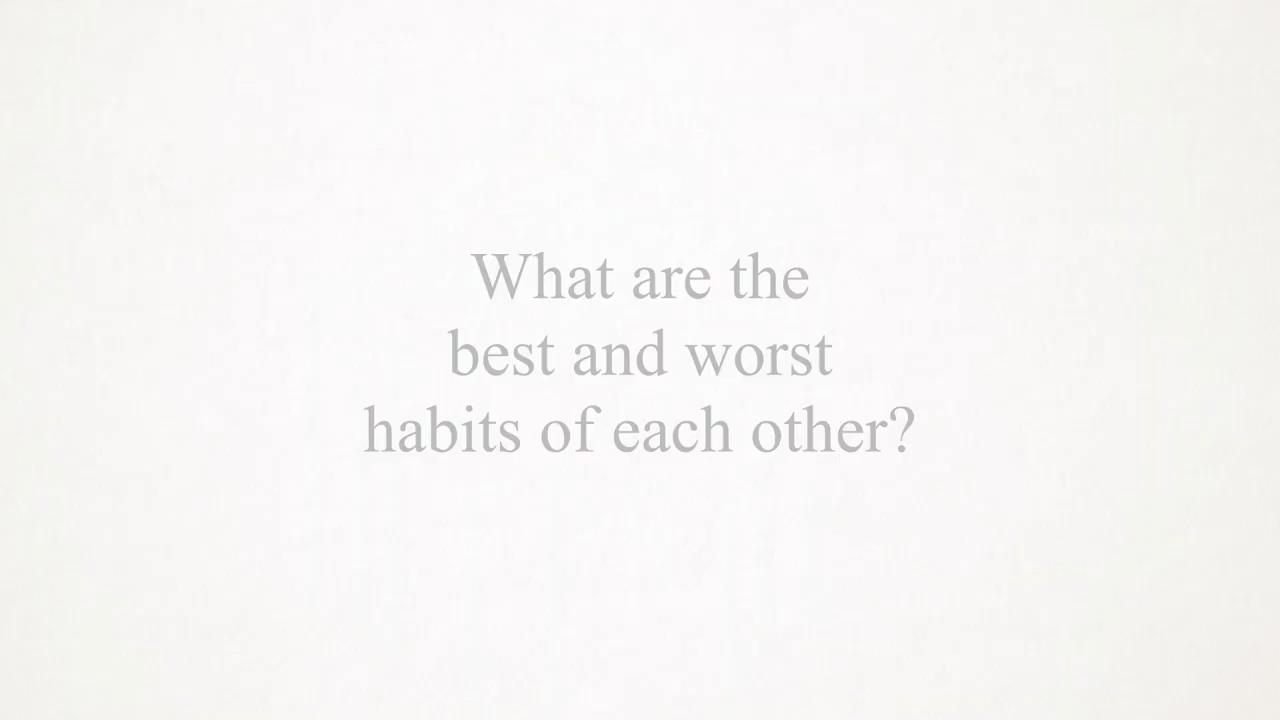 What are the
best and worst
habits of each other?